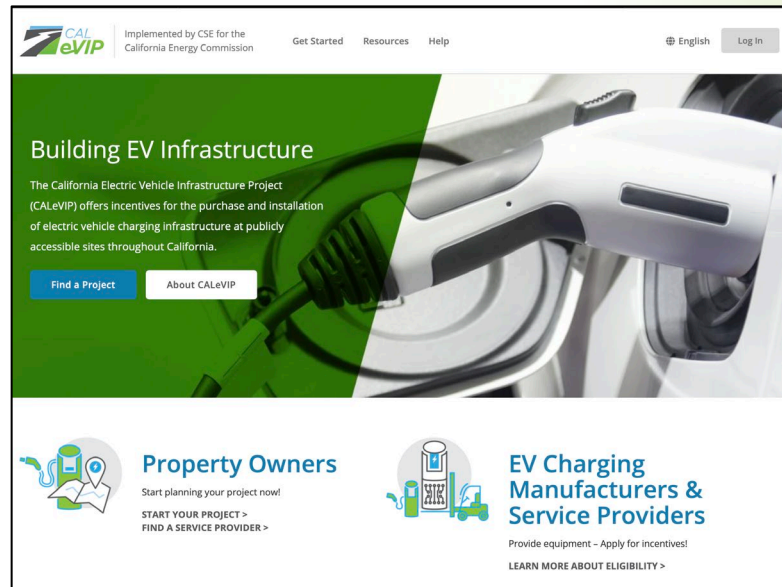 CAL
eVIP
Implemented by CSE for the
California Energy Commission
Get Started
Resources
Help
English
Log In
Building EV Infrastructure
The California Electric Vehicle Infrastructure Project
(CALeVIP) offers incentives for the purchase and installation
of electric vehicle charging infrastructure at publicly
accessible sites throughout California.
Find a Project
About CALeVIP
Property Owners
Start planning your project now!
START YOUR PROJECT >
FIND A SERVICE PROVIDER >
EV Charging
Manufacturers &
Service Providers
Provide equipment – Apply for incentives!
LEARN MORE ABOUT ELIGIBILITY >